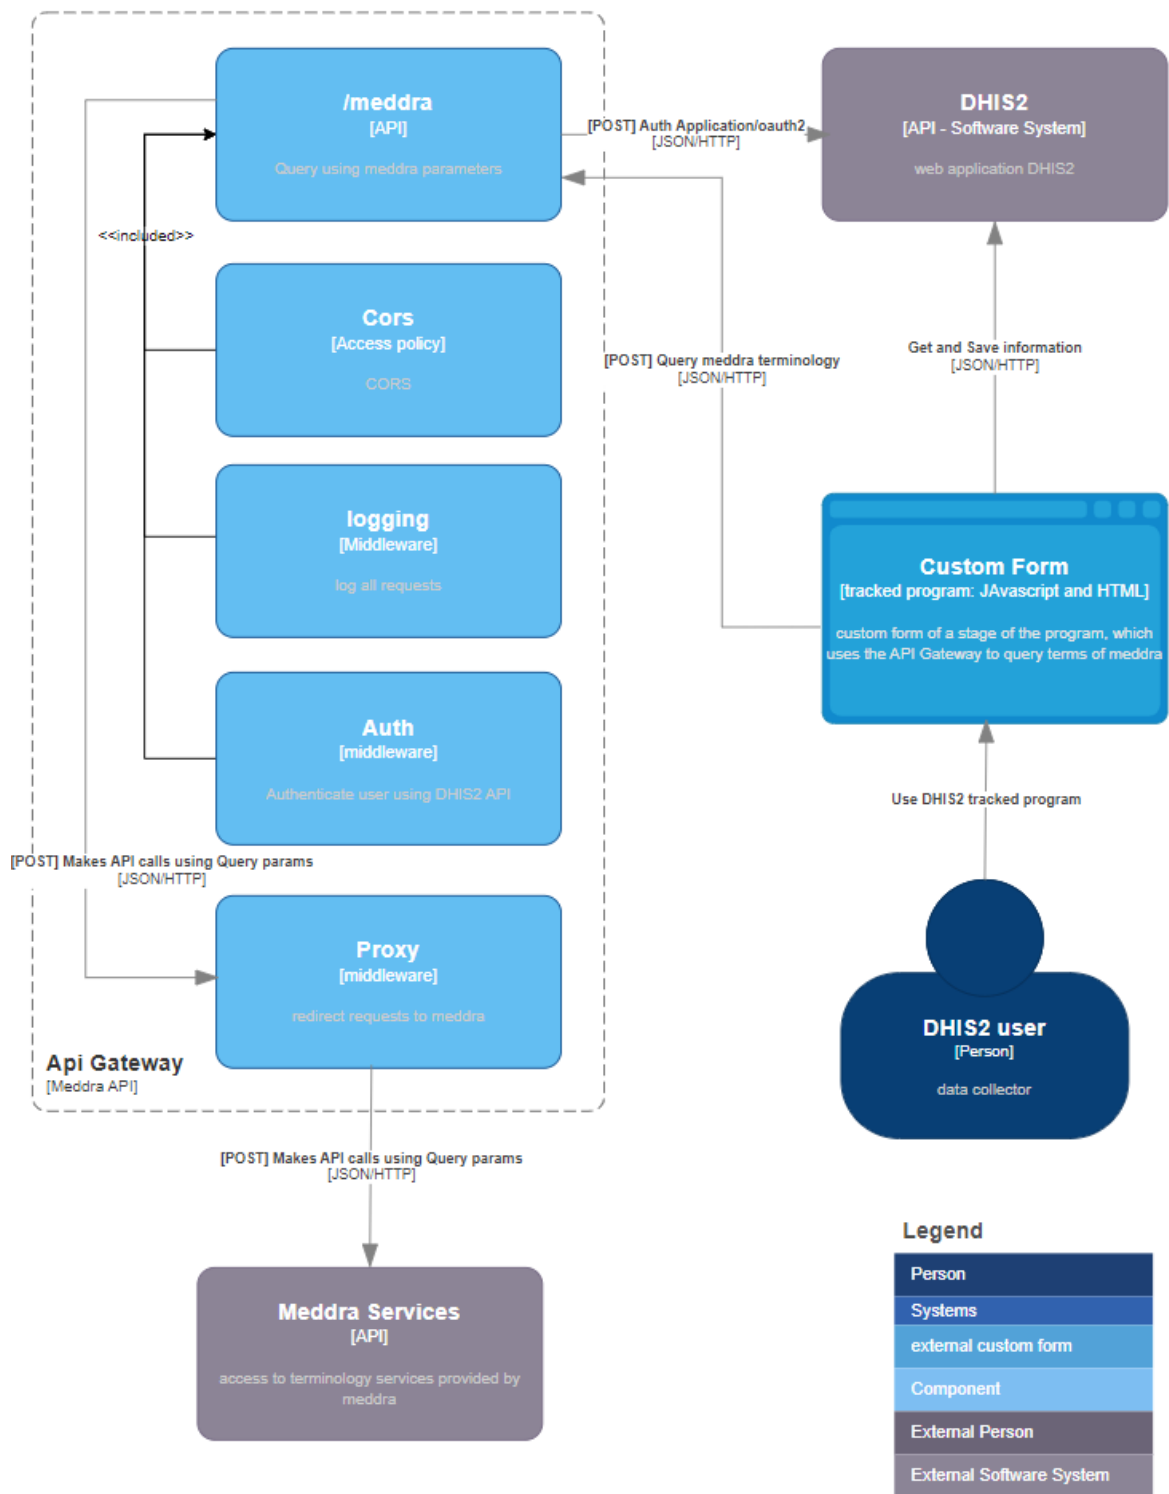 /meddra
[API]
Query using meddra parameters
<<included>>
Cors
[Access policy]
CORS
logging
[Middleware]
log all requests
Auth
[middleware]
Authenticate user using DHIS2 API
[POST] Makes API calls using Query params
[JSON/HTTP]
Proxy
[middleware]
redirect requests to meddra
Api Gateway
[Meddra API]
[POST] Makes API calls using Query params
[JSON/HTTP]
Meddra Services
[API]
access to terminology services provided by
meddra
[POST] Auth Application/oauth2
[JSON/HTTP]
DHIS2
[API - Software System]
web application DHIS2
[POST] Query meddra terminology
[JSON/HTTP]
Get and Save information
[JSON/HTTP]
Custom Form
[tracked program: JAvascript and HTML]
custom form of a stage of the program, which
uses the API Gateway to query terms of meddra
Use DHIS2 tracked program
DHIS2 user
[Person]
data collector
Legend
Person
Systems
external custom form
Component
External Person
External Software System